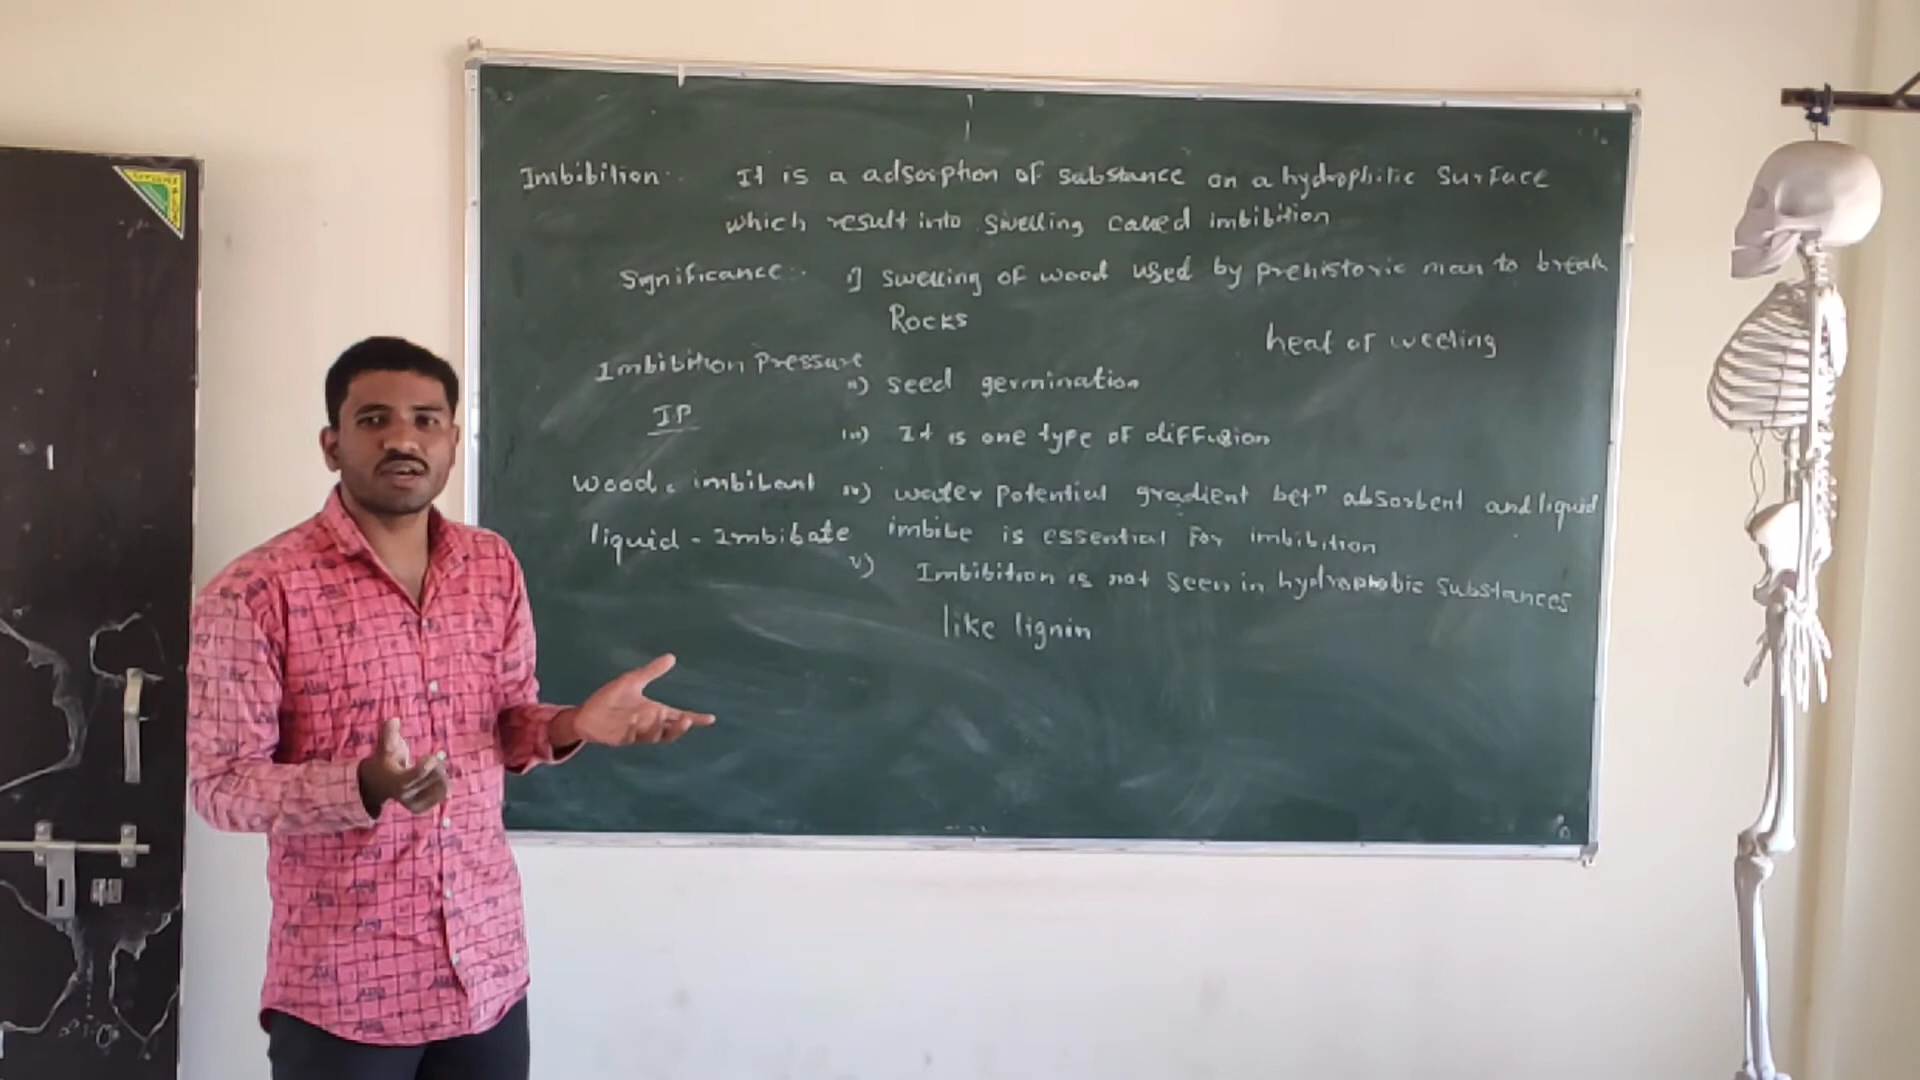 Imbibition: It is a adsorption of substance on a hydrophilic surface
which result into swelling called imbibition
Significance: i) swelling of wood used by prehistoric man to break
Rocks
heat of wetting
Imbibition Pressure
ii) seed germination
IP
iii) It is one type of diffusion
wood - imbibant
iv) water potential gradient betn absorbent and liquid
liquid - Imbibate
imbibe is essential for imbibition
v) Imbibition is not seen in hydrophobic substances
like lignin